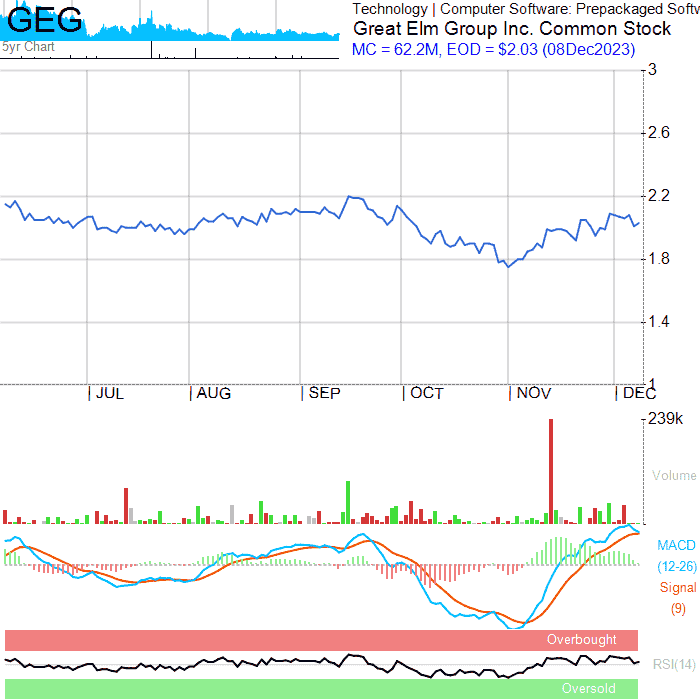 GEG
5yr Chart
Technology | Computer Software: Prepackaged Softw
Great Elm Group Inc. Common Stock
MC = 62.2M, EOD = $2.03 (08Dec2023)
3
2.6
2.2
1.8
1.4
1
JUL AUG SEP OCT NOV DEC
239k
Volume
MACD
(12-26)
Signal
(9)
Overbought
RSI(14)
Oversold